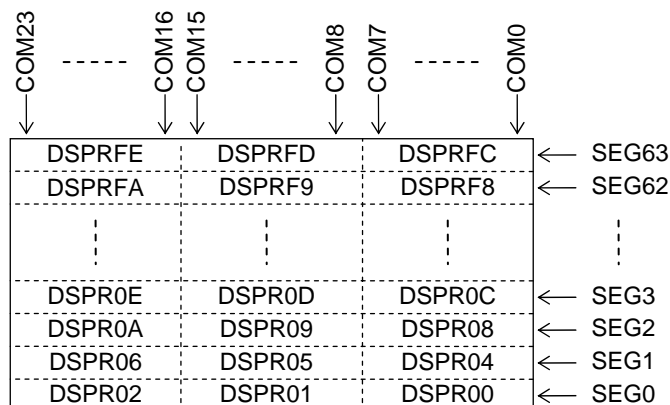 COM23 COM16 COM15 COM8 COM7 COM0
DSPRFE DSPRFD DSPRFC SEG63
DSPRFA DSPRF9 DSPRF8 SEG62
DSPR0E DSPR0D DSPR0C SEG3
DSPR0A DSPR09 DSPR08 SEG2
DSPR06 DSPR05 DSPR04 SEG1
DSPR02 DSPR01 DSPR00 SEG0